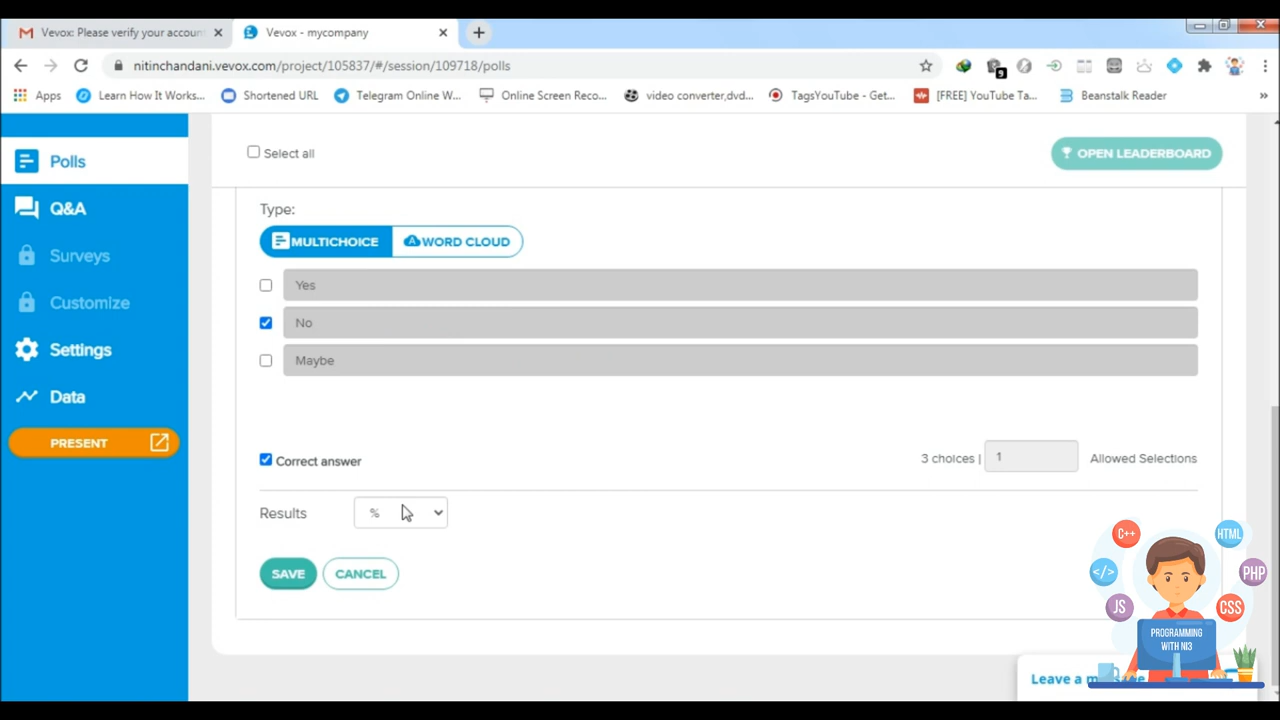 Vevox: Please verify your accoun
Vevox - mycompany
nitinchandani.vevox.com/project/105837/#/session/109718/polls
9
Apps
Learn How It Works...
Shortened URL
Telegram Online W...
Online Screen Reco...
video converter,dvd...
TagsYouTube - Get...
[FREE] YouTube Ta...
Beanstalk Reader
»
Polls
Q&A
Surveys
Customize
Settings
Data
PRESENT
Select all
OPEN LEADERBOARD
Type:
MULTICHOICE
WORD CLOUD
Yes
No
Maybe
Correct answer
3 choices | 1 Allowed Selections
Results
%
SAVE
CANCEL
C++
HTML
</>
PHP
JS
CSS
PROGRAMMING
WITH NI3
Leave a m